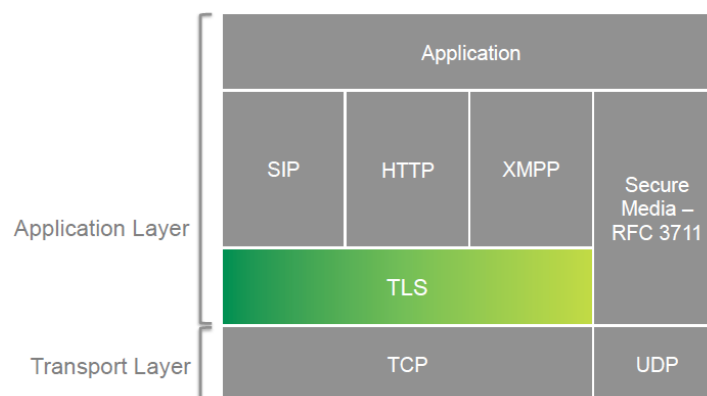 Application
SIP
HTTP
XMPP
Secure
Media –
RFC 3711
Application Layer
TLS
Transport Layer
TCP
UDP